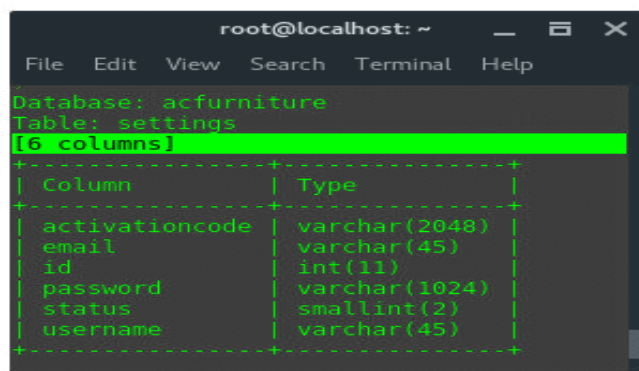 root@localhost: ~
File Edit View Search Terminal Help
Database: acfurniture
Table: settings
[6 columns]
+-----------------+---------------+
| Column | Type |
+-----------------+---------------+
| activationcode | varchar(2048) |
| email | varchar(45) |
| id | int(11) |
| password | varchar(1024) |
| status | smallint(2) |
| username | varchar(45) |
+-----------------+---------------+